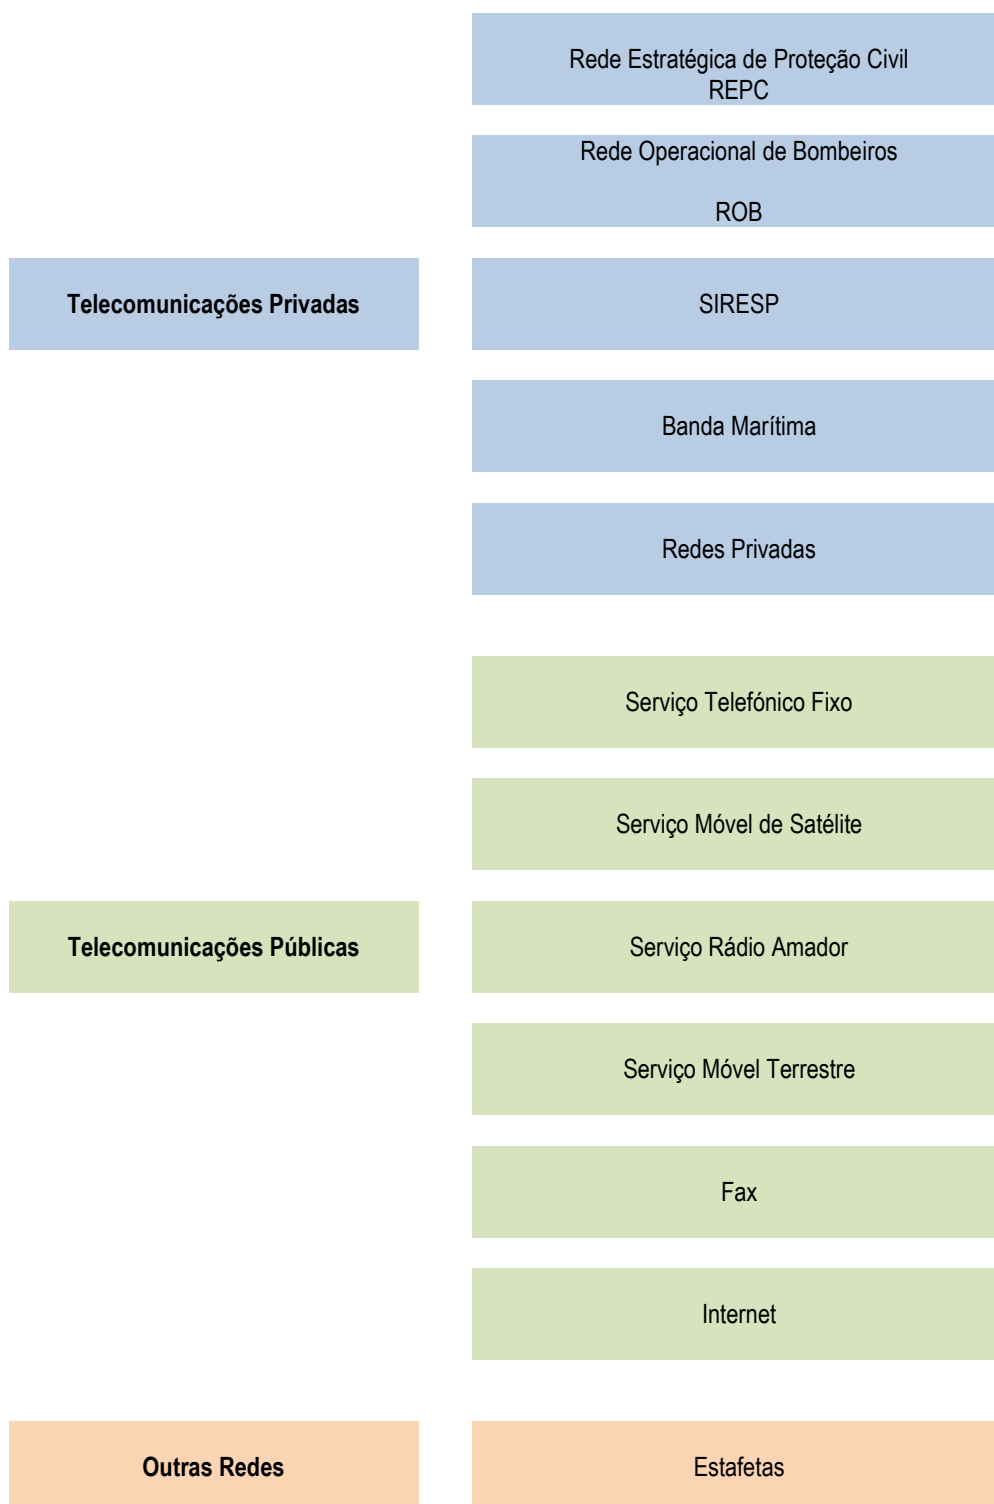 Rede Estratégica de Proteção Civil
REPC
Rede Operacional de Bombeiros
ROB
Telecomunicações Privadas
SIRESP
Banda Marítima
Redes Privadas
Serviço Telefónico Fixo
Serviço Móvel de Satélite
Telecomunicações Públicas
Serviço Rádio Amador
Serviço Móvel Terrestre
Fax
Internet
Outras Redes
Estafetas